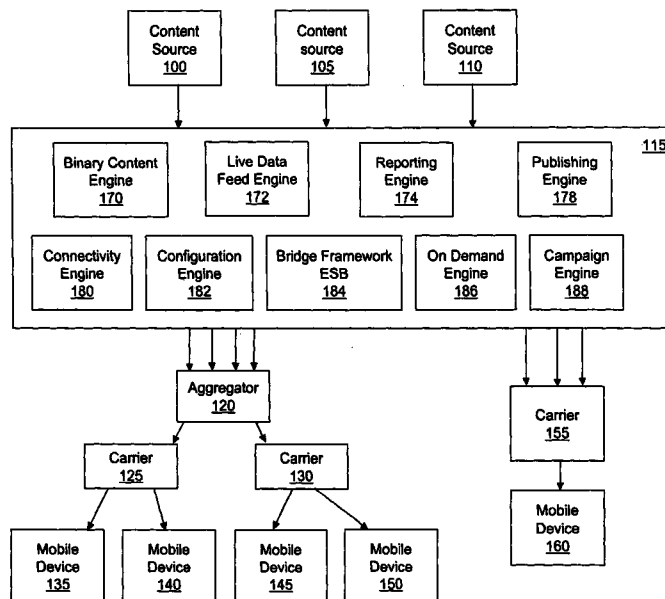 Content
Source
100
Content
source
105
Content
Source
110
115
Binary Content
Engine
170
Live Data
Feed Engine
172
Reporting
Engine
174
Publishing
Engine
178
Connectivity
Engine
180
Configuration
Engine
182
Bridge Framework
ESB
184
On Demand
Engine
186
Campaign
Engine
188
Aggregator
120
Carrier
155
Carrier
125
Carrier
130
Mobile
Device
160
Mobile
Device
135
Mobile
Device
140
Mobile
Device
145
Mobile
Device
150